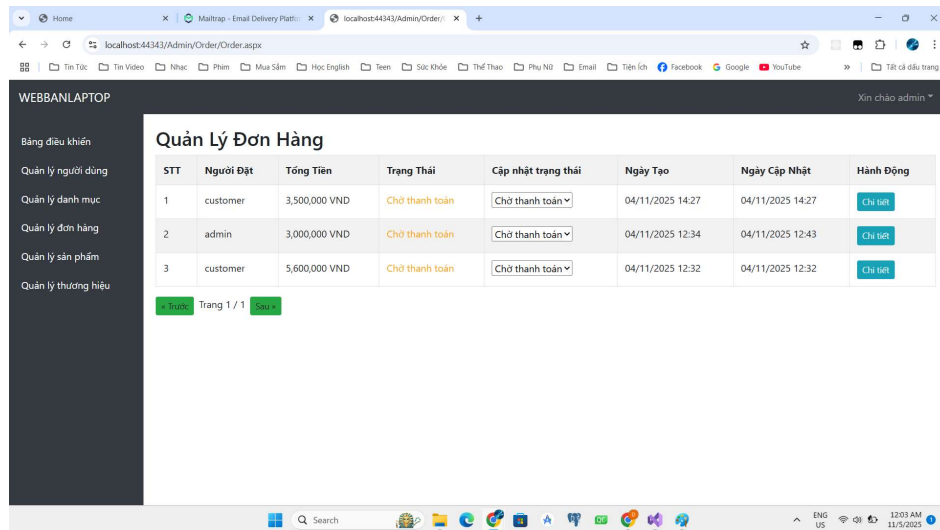 Home
Mailtrap - Email Delivery Platfo
localhost:44343/Admin/Order/
localhost:44343/Admin/Order/Order.aspx
Tin Tức Tin Video Nhac Phim Mua Sắm Học English Teen Sức Khỏe Thể Thao Phụ Nữ Email Tiện Ích Facebook Google YouTube » Tất cả dấu trang
WEBBANLAPTOP Xin chào admin
Bảng điều khiển
Quản lý người dùng
Quản lý danh mục
Quản lý đơn hàng
Quản lý sản phẩm
Quản lý thương hiệu
Quản Lý Đơn Hàng
STT Người Đặt Tổng Tiền Trạng Thái Cập nhật trạng thái Ngày Tạo Ngày Cập Nhật Hành Động
1 customer 3,500,000 VND Chờ thanh toán Chờ thanh toán 04/11/2025 14:27 04/11/2025 14:27 Chi tiết
2 admin 3,000,000 VND Chờ thanh toán Chờ thanh toán 04/11/2025 12:34 04/11/2025 12:43 Chi tiết
3 customer 5,600,000 VND Chờ thanh toán Chờ thanh toán 04/11/2025 12:32 04/11/2025 12:32 Chi tiết
« Trước Trang 1 / 1 Sau »
Search
ENG
US
12:03 AM
11/5/2025